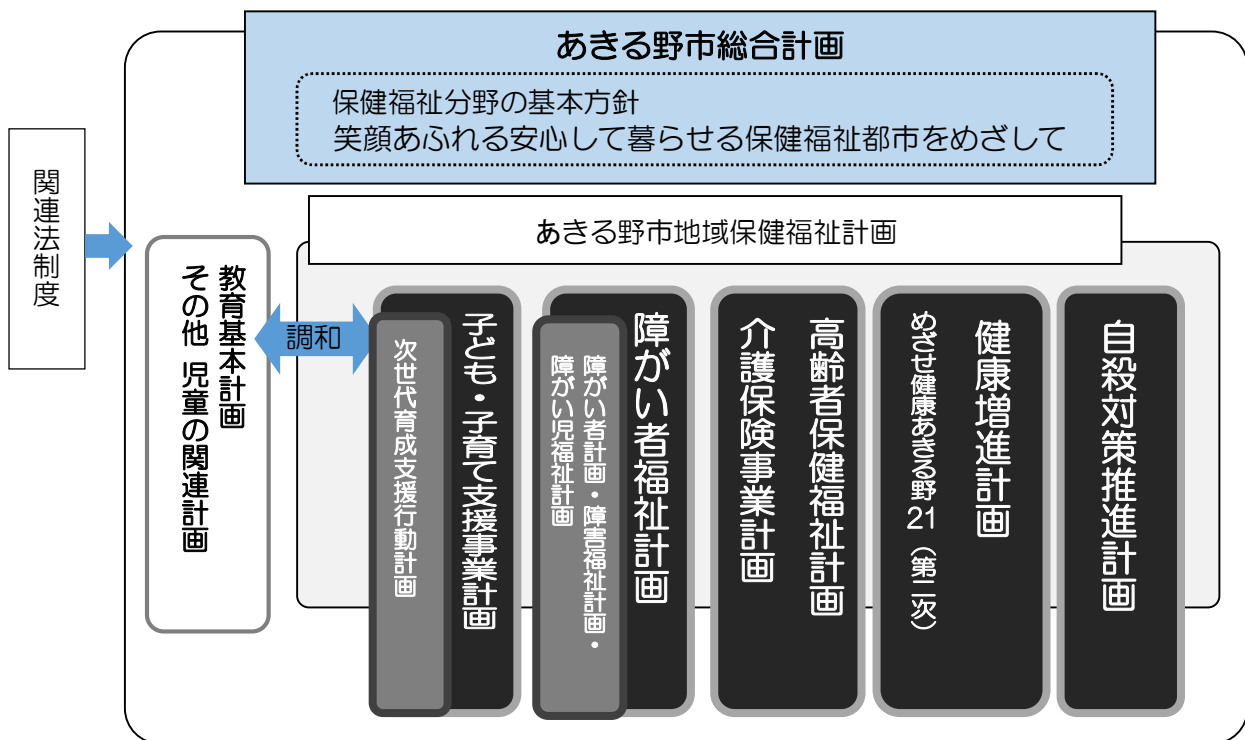 あきる野市総合計画
保健福祉分野の基本方針
笑顔あふれる安心して暮らせる保健福祉都市をめざして
関連法制度
あきる野市地域保健福祉計画
教育基本計画
その他 児童の関連計画
調和
子ども・子育て支援事業計画
次世代育成支援行動計画
障がい者福祉計画
障がい者計画・障害福祉計画・
障がい児福祉計画
高齢者保健福祉計画
介護保険事業計画
健康増進計画
めざせ健康あきる野21（第二次）
自殺対策推進計画